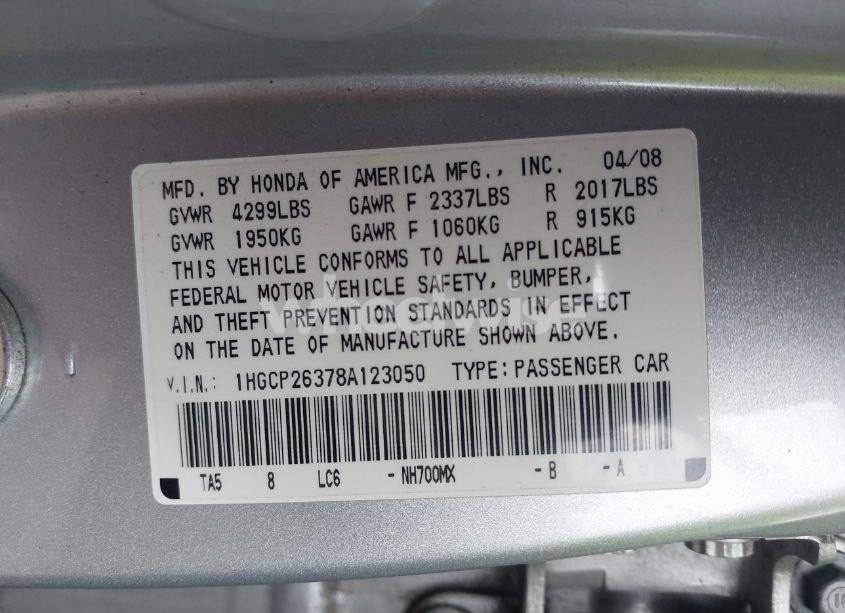 MFD. BY HONDA OF AMERICA MFG., INC. 04/08
GVWR 4299LBS GAWR F 2337LBS R 2017LBS
GVWR 1950KG GAWR F 1060KG R 915KG
THIS VEHICLE CONFORMS TO ALL APPLICABLE
FEDERAL MOTOR VEHICLE SAFETY, BUMPER,
AND THEFT PREVENTION STANDARDS IN EFFECT
ON THE DATE OF MANUFACTURE SHOWN ABOVE.
V.I.N.: 1HGCP26378A123050 TYPE: PASSENGER CAR
TA5 8 LC6 - NH700MX - B - A